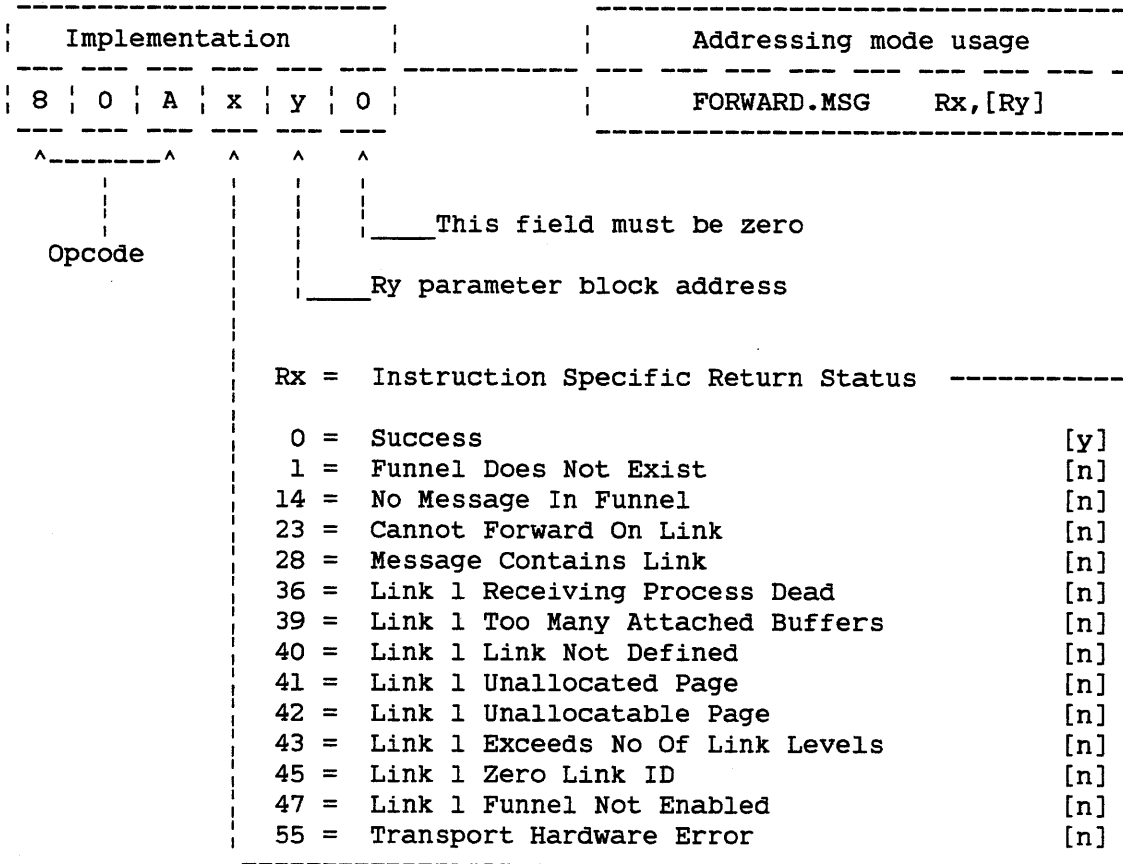 Implementation Addressing mode usage
8 0 A x y 0 FORWARD.MSG Rx,[Ry]
This field must be zero
Opcode
Ry parameter block address
Rx = Instruction Specific Return Status
0 = Success [y]
1 = Funnel Does Not Exist [n]
14 = No Message In Funnel [n]
23 = Cannot Forward On Link [n]
28 = Message Contains Link [n]
36 = Link 1 Receiving Process Dead [n]
39 = Link 1 Too Many Attached Buffers [n]
40 = Link 1 Link Not Defined [n]
41 = Link 1 Unallocated Page [n]
42 = Link 1 Unallocatable Page [n]
43 = Link 1 Exceeds No Of Link Levels [n]
45 = Link 1 Zero Link ID [n]
47 = Link 1 Funnel Not Enabled [n]
55 = Transport Hardware Error [n]